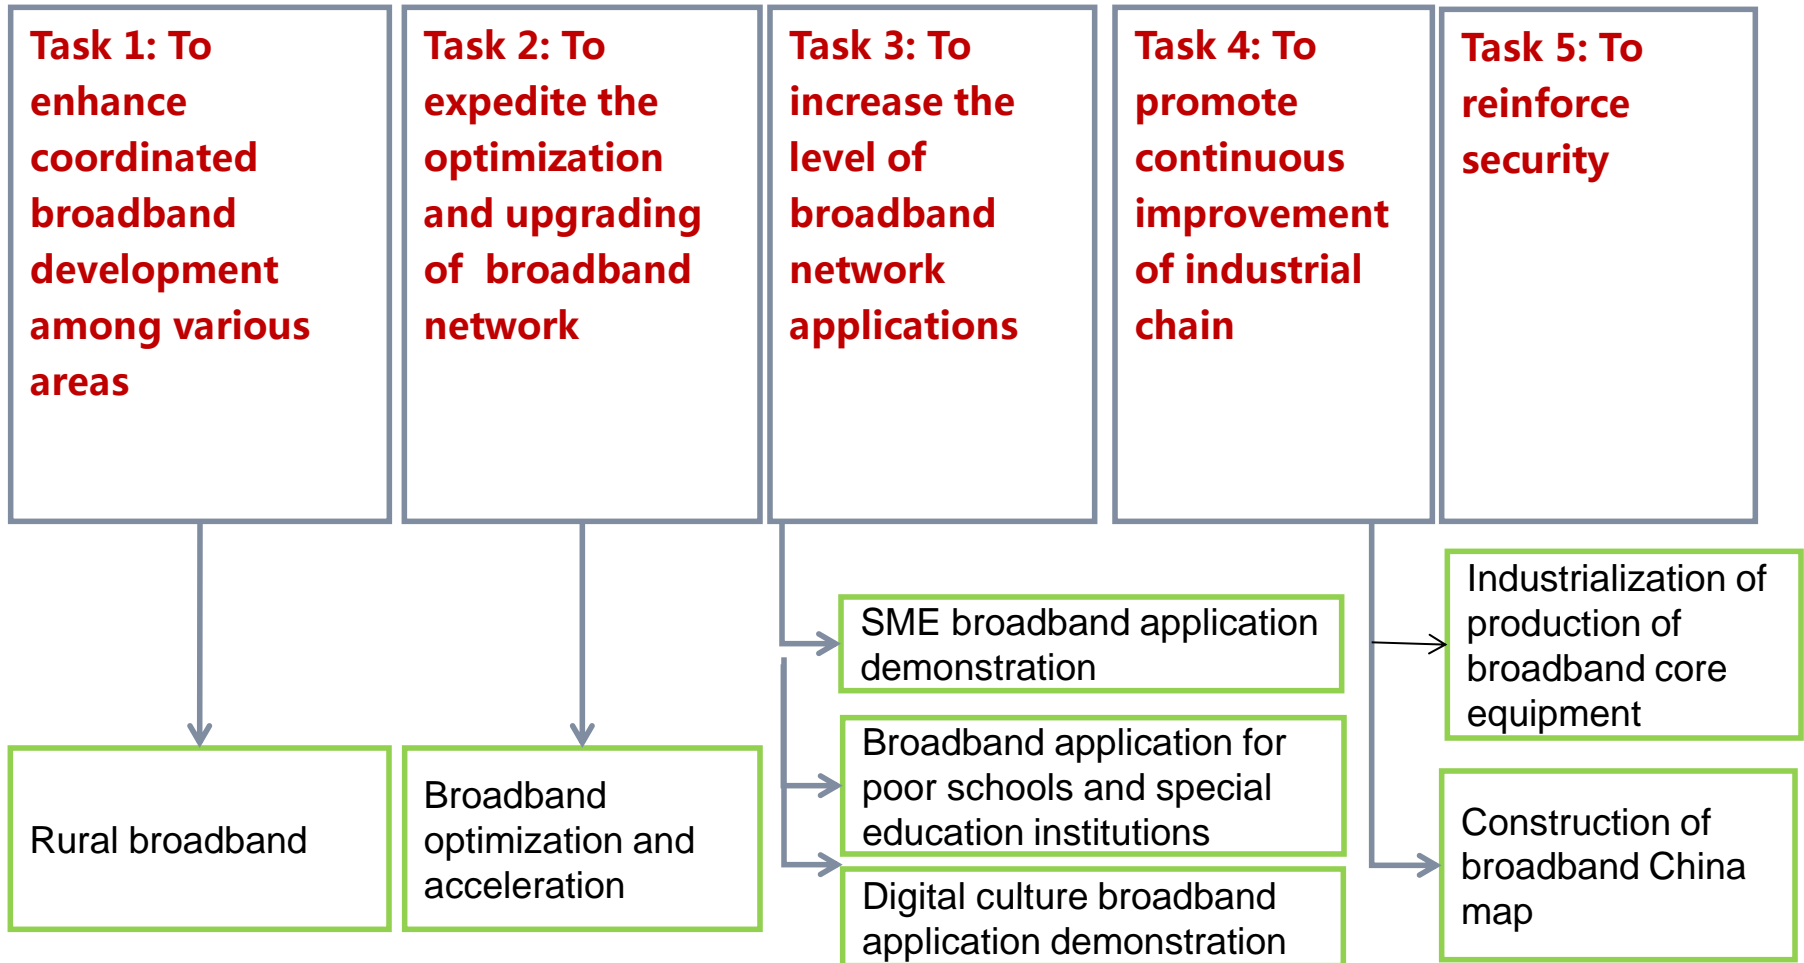 Task 1: To
enhance
coordinated
broadband
development
among various
areas
Task 2: To
expedite the
optimization
and upgrading
of  broadband
network
Task 3: To
increase the
level of
broadband
network
applications
Task 4: To
promote
continuous
improvement
of industrial
chain
Task 5: To
reinforce
security
Rural broadband
Broadband
optimization and
acceleration
SME broadband application
demonstration
Broadband application for
poor schools and special
education institutions
Digital culture broadband
application demonstration
Industrialization of
production of
broadband core
equipment
Construction of
broadband China
map